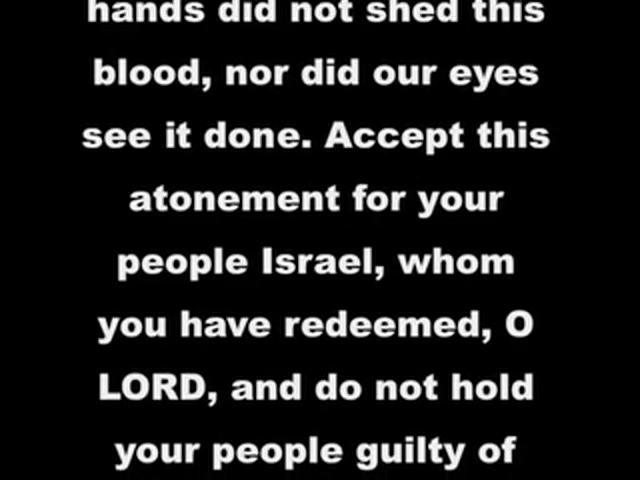 hands did not shed this
blood, nor did our eyes
see it done. Accept this
atonement for your
people Israel, whom
you have redeemed, O
LORD, and do not hold
your people guilty of